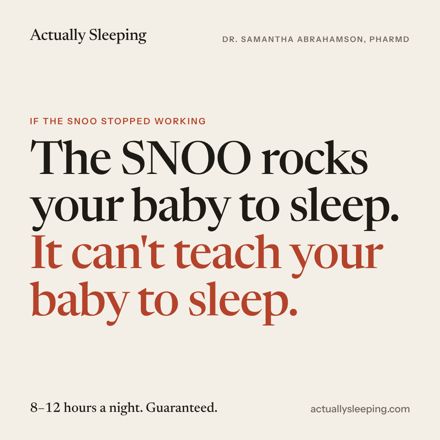 Actually Sleeping
DR. SAMANTHA ABRAHAMSON, PHARMD
IF THE SNOO STOPPED WORKING
The SNOO rocks
your baby to sleep.
It can't teach your
baby to sleep.
8–12 hours a night. Guaranteed.
actuallysleeping.com